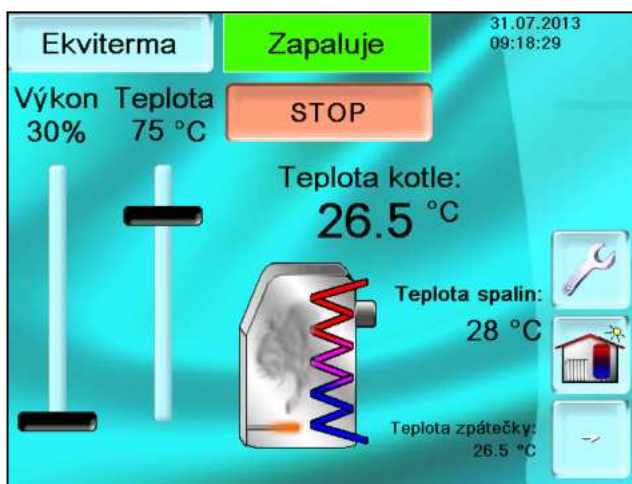 Ekviterma
Zapaluje
31.07.2013
09:18:29
Výkon
30%
Teplota
75 °C
STOP
Teplota kotle:
26.5 °C
Teplota spalin:
28 °C
Teplota zpátečky:
26.5 °C